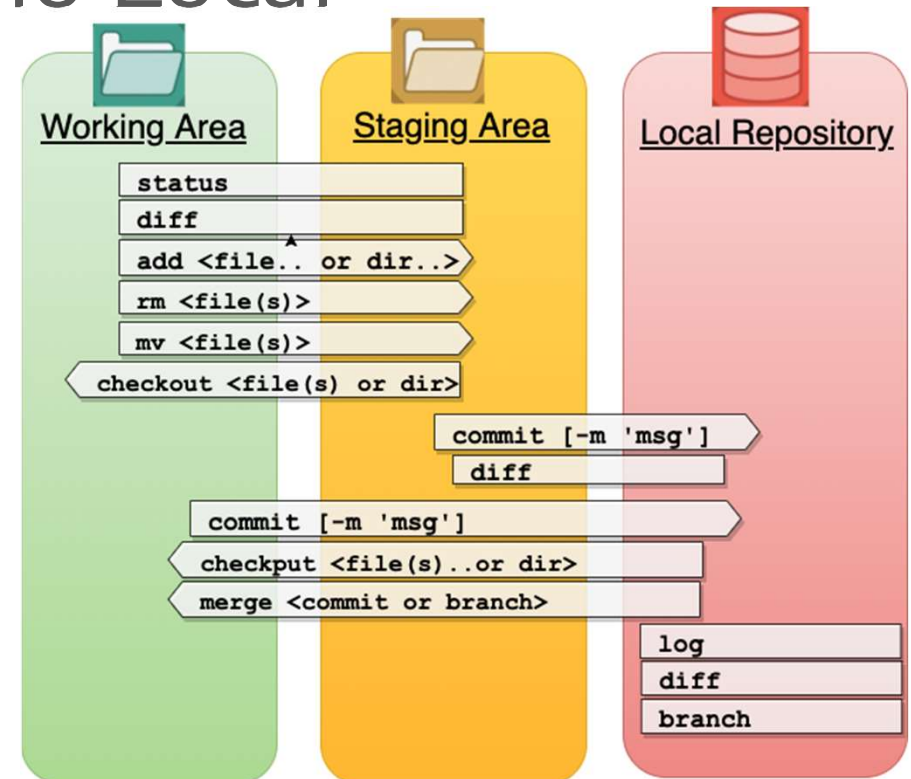 Local
Working Area
Staging Area
Local Repository
status
diff
add <file.. or dir..>
rm <file(s)>
mv <file(s)>
checkout <file(s) or dir>
commit [-m 'msg']
diff
commit [-m 'msg']
checkput <file(s)..or dir>
merge <commit or branch>
log
diff
branch